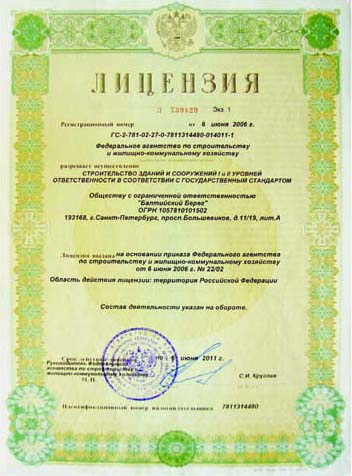 ЛИЦЕНЗИЯ
Д 739429 Экз. 1
Регистрационный номер от 6 июня 2006 г.
ГС-2-781-02-27-0-7811314480-014011-1
Федеральное агентство по строительству
и жилищно-коммунальному хозяйству
разрешает осуществление
СТРОИТЕЛЬСТВО ЗДАНИЙ И СООРУЖЕНИЙ I и II УРОВНЕЙ
ОТВЕТСТВЕННОСТИ В СООТВЕТСТВИИ С ГОСУДАРСТВЕННЫМ СТАНДАРТОМ
Обществу с ограниченной ответственностью
"Балтийский Берег"
ОГРН 1057810101502
193168, г.Санкт-Петербург, просп.Большевиков, д.11/19, лит.А
Лицензия выдана на основании приказа Федерального агентства
по строительству и жилищно-коммунальному хозяйству
от 6 июня 2006 г. № 22/02
Область действия лицензии: территория Российской Федерации
Состав деятельности указан на обороте.
Срок действия по 6 июня 2011 г.
Руководитель Федерального
агентства по строительству и
жилищно-коммунальному хозяйству
С.И. Круглик
М.П.
Идентификационный номер налогоплательщика 7811314480